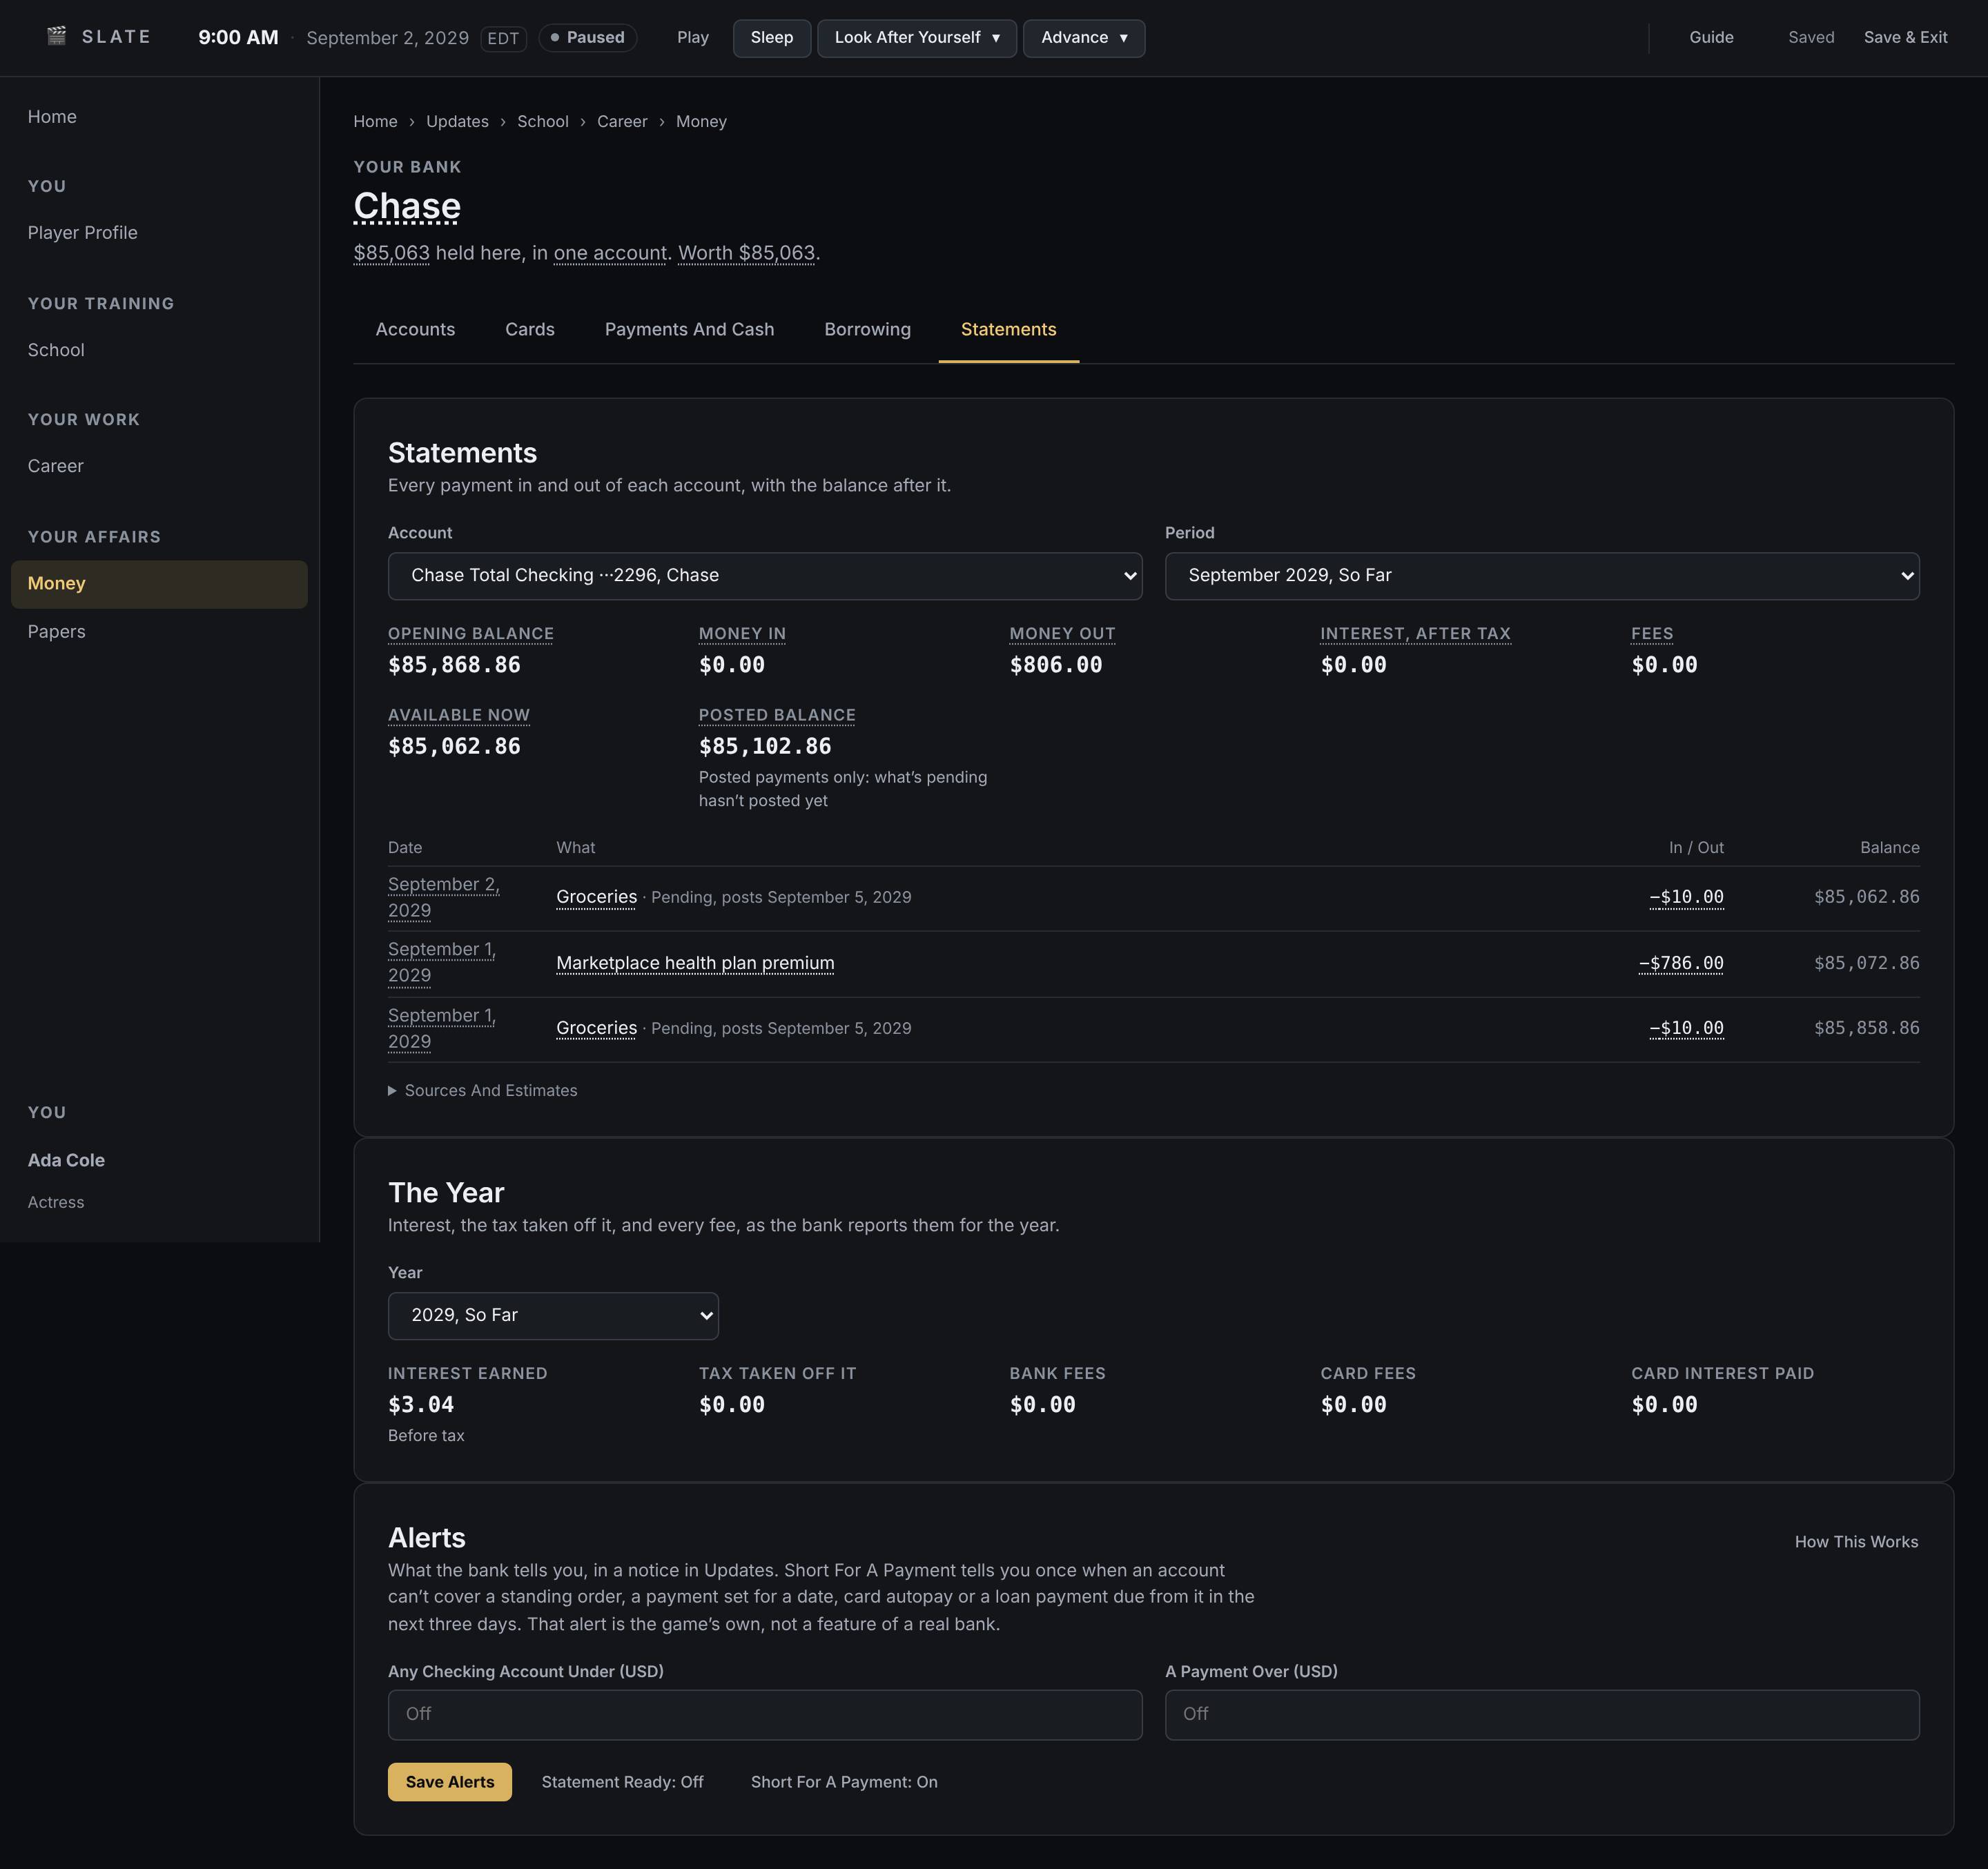 SLATE
9:00 AM · September 2, 2029 EDT Paused Play Sleep Look After Yourself ▾ Advance ▾ Guide Saved Save & Exit
Home
YOU
Player Profile
YOUR TRAINING
School
YOUR WORK
Career
YOUR AFFAIRS
Money
Papers
YOU
Ada Cole
Actress
Home › Updates › School › Career › Money
YOUR BANK
Chase
$85,063 held here, in one account. Worth $85,063.
Accounts Cards Payments And Cash Borrowing Statements
Statements
Every payment in and out of each account, with the balance after it.
Account Period
Chase Total Checking ···2296, Chase September 2029, So Far
OPENING BALANCE MONEY IN MONEY OUT INTEREST, AFTER TAX FEES
$85,868.86 $0.00 $806.00 $0.00 $0.00
AVAILABLE NOW POSTED BALANCE
$85,062.86 $85,102.86
Posted payments only: what’s pending
hasn’t posted yet
Date What In / Out Balance
September 2,
2029 Groceries · Pending, posts September 5, 2029 −$10.00 $85,062.86
September 1,
2029 Marketplace health plan premium −$786.00 $85,072.86
September 1,
2029 Groceries · Pending, posts September 5, 2029 −$10.00 $85,858.86
▶ Sources And Estimates
The Year
Interest, the tax taken off it, and every fee, as the bank reports them for the year.
Year
2029, So Far
INTEREST EARNED TAX TAKEN OFF IT BANK FEES CARD FEES CARD INTEREST PAID
$3.04 $0.00 $0.00 $0.00 $0.00
Before tax
Alerts How This Works
What the bank tells you, in a notice in Updates. Short For A Payment tells you once when an account
can’t cover a standing order, a payment set for a date, card autopay or a loan payment due from it in the
next three days. That alert is the game’s own, not a feature of a real bank.
Any Checking Account Under (USD) A Payment Over (USD)
Off Off
Save Alerts Statement Ready: Off Short For A Payment: On